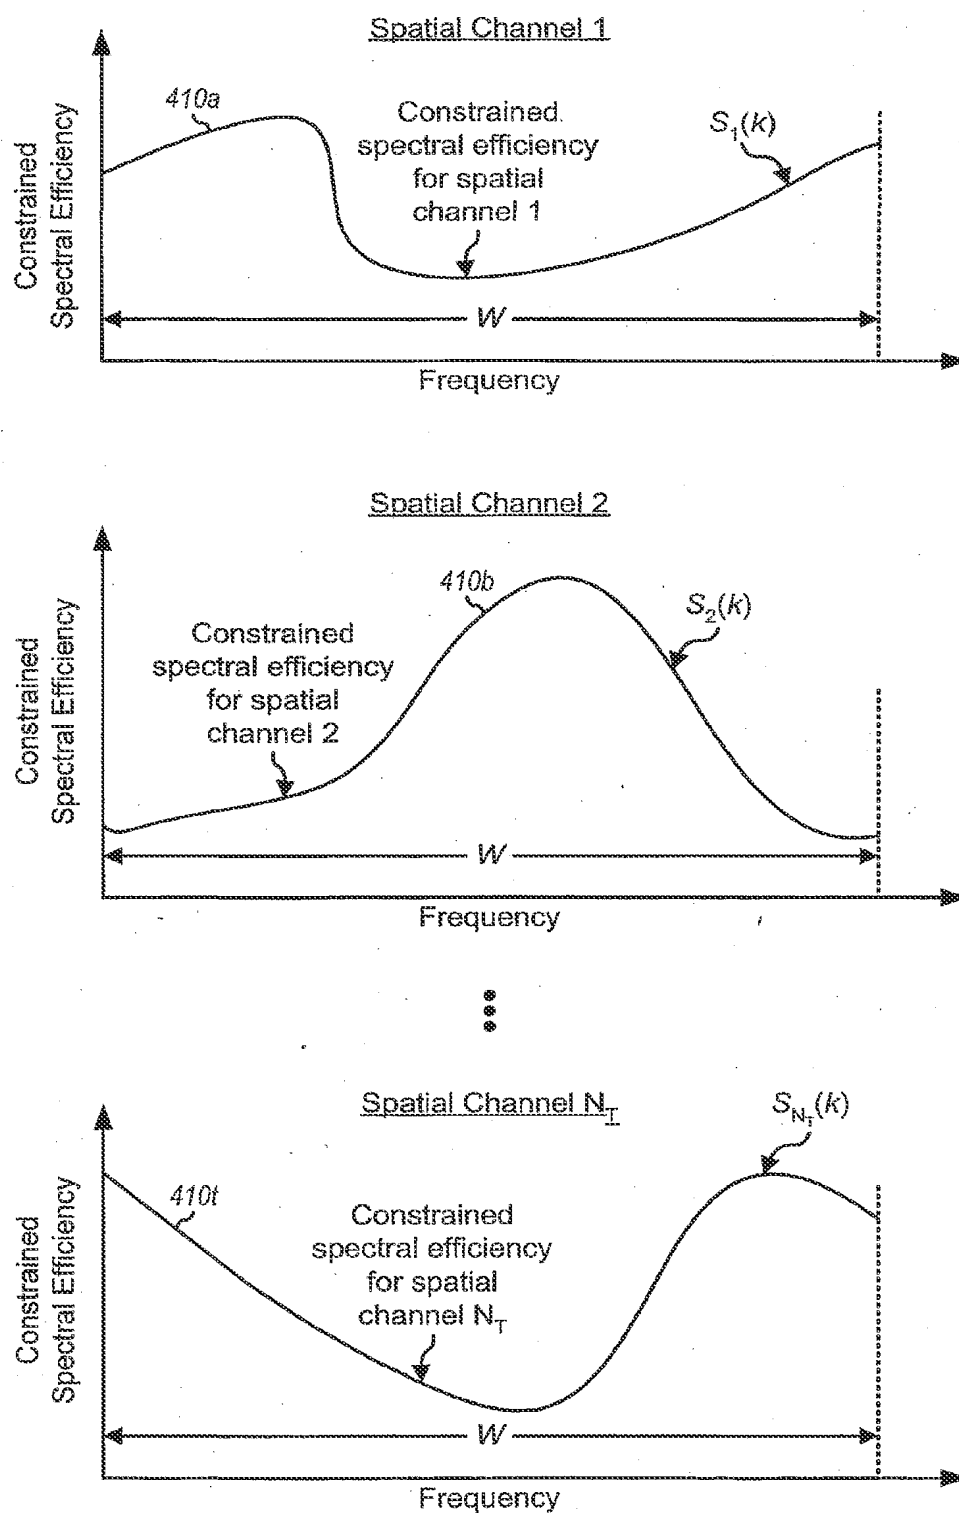 Spatial Channel 1
410a
Constrained
spectral efficiency
for spatial
channel 1
S1(k)
Constrained
Spectral Efficiency
W
Frequency
Spatial Channel 2
410b
S2(k)
Constrained
spectral efficiency
for spatial
channel 2
Constrained
Spectral Efficiency
W
Frequency
Spatial Channel NT
SNT(k)
410t
Constrained
spectral efficiency
for spatial
channel NT
Constrained
Spectral Efficiency
W
Frequency